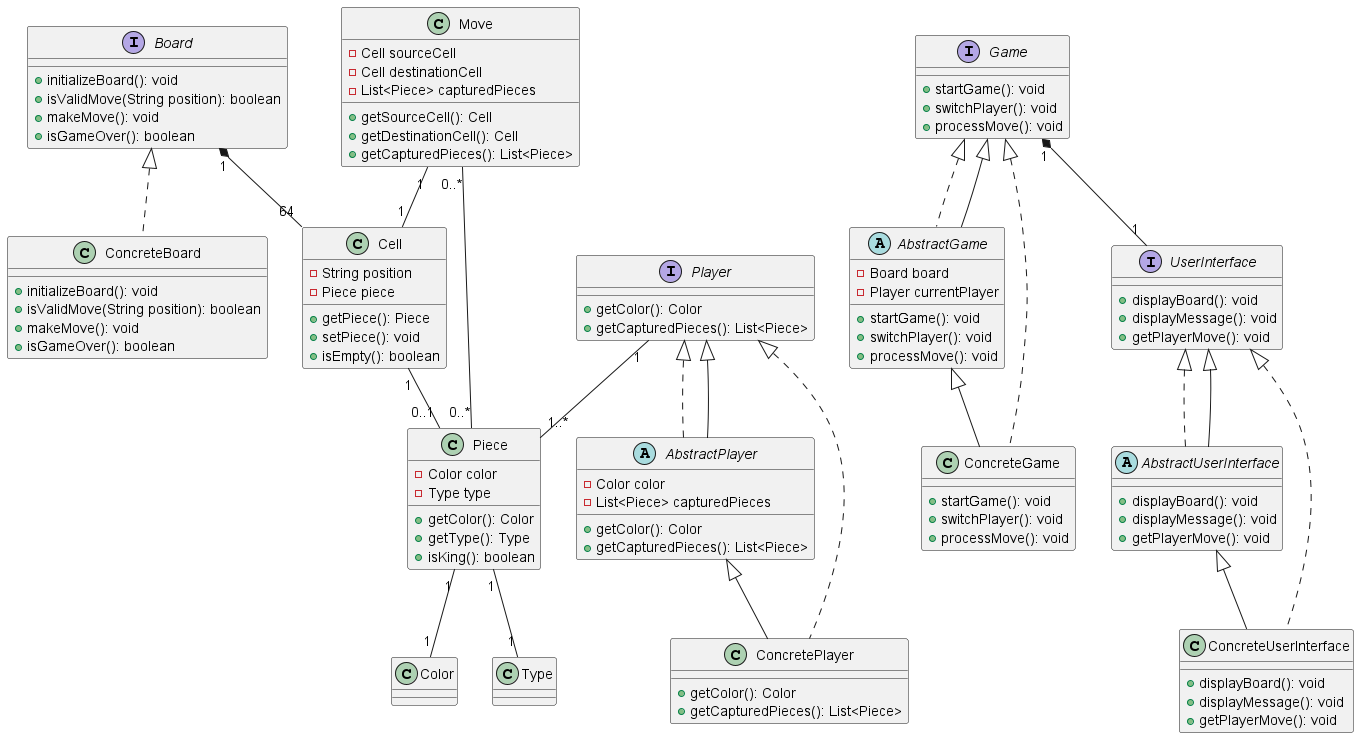 I Board
initializeBoard(): void
isValidMove(String position): boolean
makeMove(): void
isGameOver(): boolean
C Move
Cell sourceCell
Cell destinationCell
List<Piece> capturedPieces
getSourceCell(): Cell
getDestinationCell(): Cell
getCapturedPieces(): List<Piece>
I Game
startGame(): void
switchPlayer(): void
processMove(): void
1
64
1
1
0..*
0..*
1
1
C ConcreteBoard
initializeBoard(): void
isValidMove(String position): boolean
makeMove(): void
isGameOver(): boolean
C Cell
String position
Piece piece
getPiece(): Piece
setPiece(): void
isEmpty(): boolean
1
0..1
I Player
getColor(): Color
getCapturedPieces(): List<Piece>
1
1..*
A AbstractGame
Board board
Player currentPlayer
startGame(): void
switchPlayer(): void
processMove(): void
I UserInterface
displayBoard(): void
displayMessage(): void
getPlayerMove(): void
C Piece
Color color
Type type
getColor(): Color
getType(): Type
isKing(): boolean
1
1
1
1
A AbstractPlayer
Color color
List<Piece> capturedPieces
getColor(): Color
getCapturedPieces(): List<Piece>
C ConcreteGame
startGame(): void
switchPlayer(): void
processMove(): void
A AbstractUserInterface
displayBoard(): void
displayMessage(): void
getPlayerMove(): void
C Color
C Type
C ConcretePlayer
getColor(): Color
getCapturedPieces(): List<Piece>
C ConcreteUserInterface
displayBoard(): void
displayMessage(): void
getPlayerMove(): void